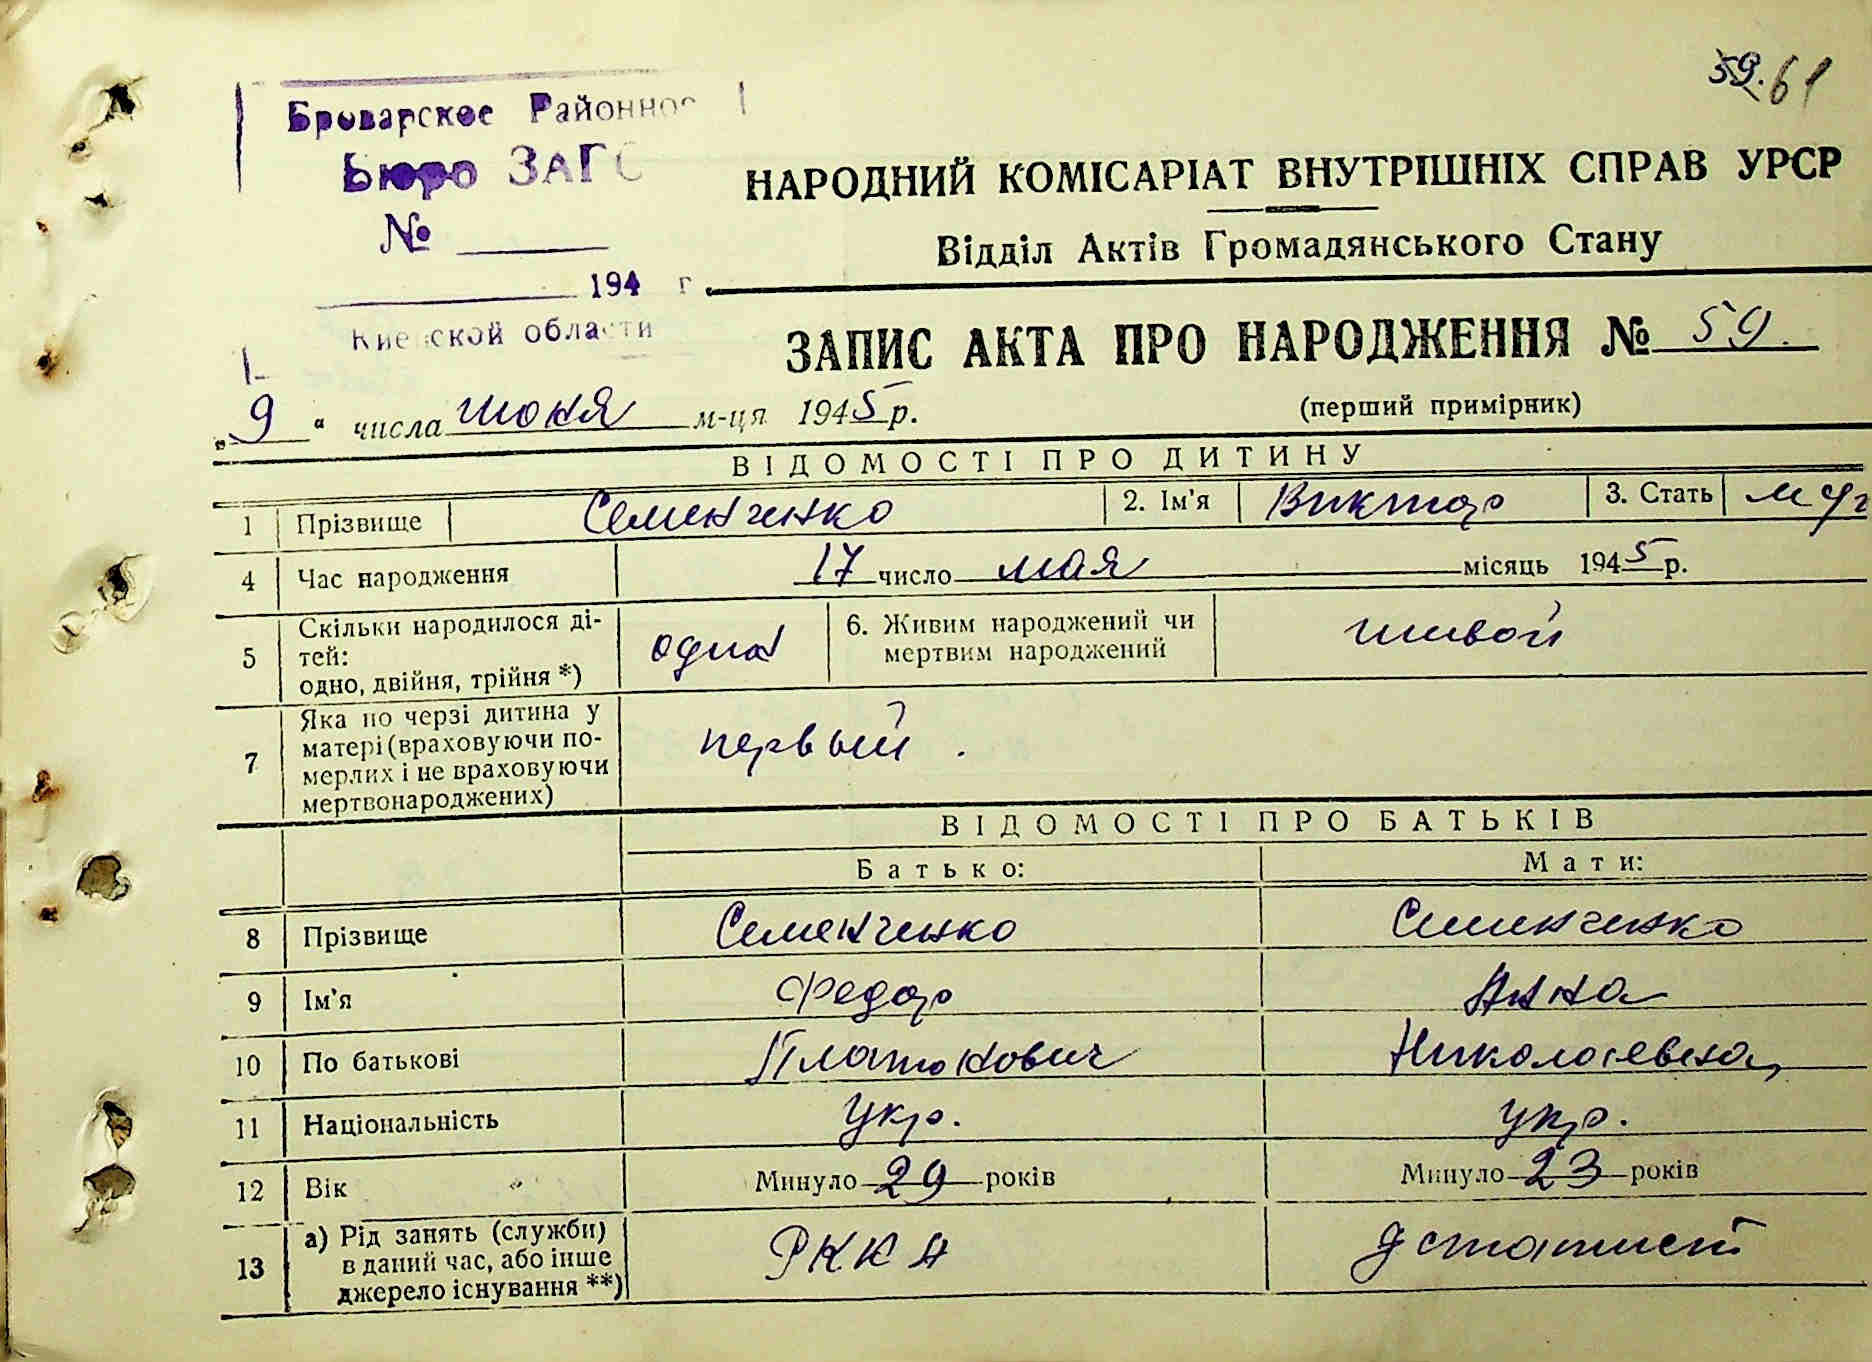 59. 61
Броварское Районное
Бюро ЗАГС
№
194 г
Киевской области
НАРОДНИЙ КОМІСАРІАТ ВНУТРІШНІХ СПРАВ УРСР
Відділ Актів Громадянського Стану
ЗАПИС АКТА ПРО НАРОДЖЕННЯ № 59.
„9“ числа июня м-ця 1945 р.
(перший примірник)
ВІДОМОСТІ ПРО ДИТИНУ
1 Прізвище Семенченко 2. Ім'я Виктор 3. Стать муж
4 Час народження 17 число мая місяць 1945 р.
5 Скільки народилося ді-
тей:
одно, двійня, трійня *) одна 6. Живим народжений чи
мертвим народжений живой
7 Яка по черзі дитина у
матері (враховуючи по-
мерлих і не враховуючи
мертвонароджених) первый.
ВІДОМОСТІ ПРО БАТЬКІВ
Батько: Мати:
8 Прізвище Семенченко Семенченко
9 Ім'я Федор Анна
10 По батькові Платонович Николаевна
11 Національність укр. укр.
12 Вік Минуло 29 років Минуло 23 років
13 а) Рід занять (служби)
в даний час, або інше
джерело існування **) РККА